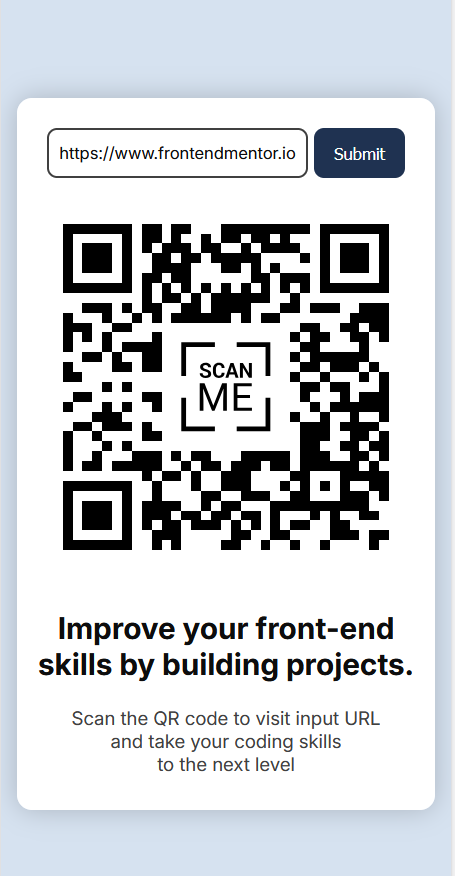 https://www.frontendmentor.io
Submit
SCAN
ME
Improve your front-end
skills by building projects.
Scan the QR code to visit input URL
and take your coding skills
to the next level